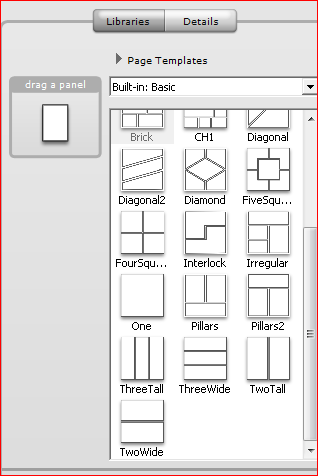 Libraries Details
Page Templates
drag a panel
Built-in: Basic
Brick CH1 Diagonal
Diagonal2 Diamond FiveSqu...
FourSqu... Interlock Irregular
One Pillars Pillars2
ThreeTall ThreeWide TwoTall
TwoWide